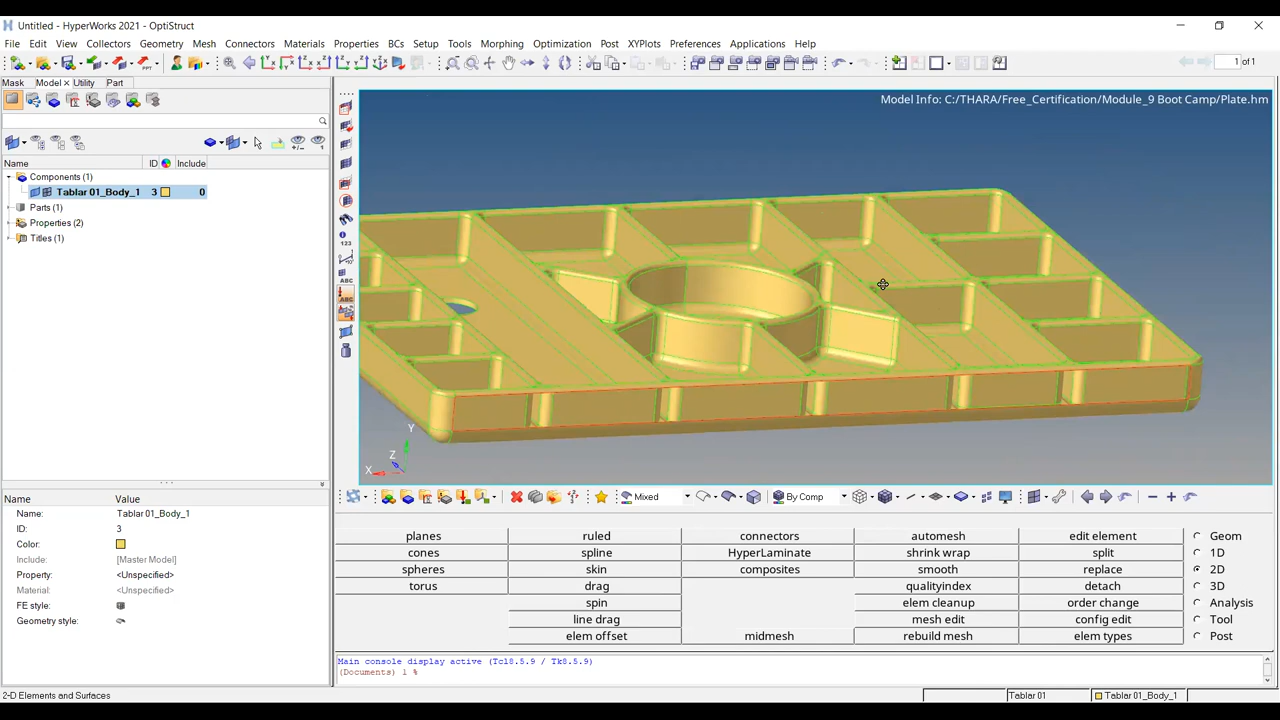 Untitled - HyperWorks 2021 - OptiStruct
File Edit View Collectors Geometry Mesh Connectors Materials Properties BCs Setup Tools Morphing Optimization Post XYPlots Preferences Applications Help
1 of 1
Mask Model Utility Part
Model Info: C:/THARA/Free_Certification/Module_9 Boot Camp/Plate.hm
Name ID Include
Components (1)
Tablar 01_Body_1 3 0
Parts (1)
Properties (2)
Titles (1)
123
ABC
ABC
Y
Z
X
Name Value
Name: Tablar 01_Body_1
ID: 3
Color:
Include: [Master Model]
Property: <Unspecified>
Material: <Unspecified>
FE style:
Geometry style:
Mixed By Comp
planes ruled connectors automesh edit element Geom
cones spline HyperLaminate shrink wrap split 1D
spheres skin composites smooth replace 2D
torus drag qualityindex detach 3D
spin elem cleanup order change Analysis
line drag mesh edit config edit Tool
elem offset midmesh rebuild mesh elem types Post
Main console display active (Tcl8.5.9 / Tk8.5.9)
(Documents) 1 %
2-D Elements and Surfaces Tablar 01 Tablar 01_Body_1